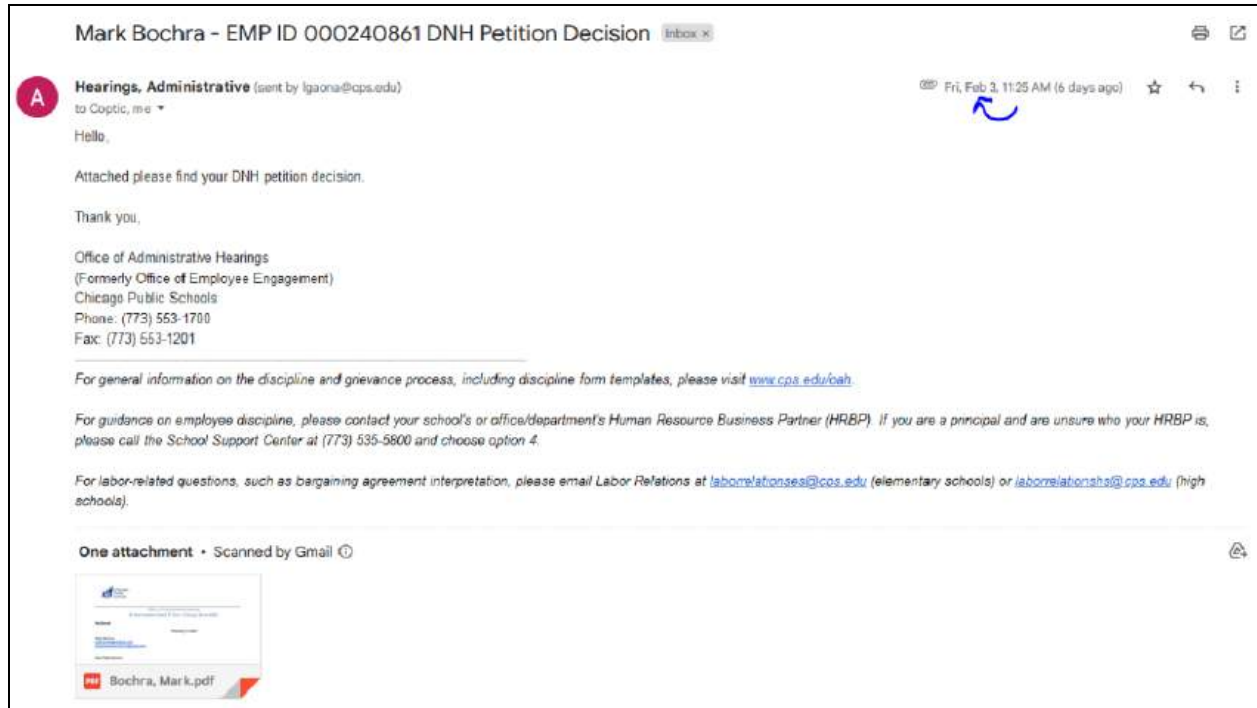 Mark Bochra - EMP ID 000240861 DNH Petition Decision Inbox ×
A
Hearings, Administrative (sent by lgaona@cps.edu)
Fri, Feb 3, 11:25 AM (6 days ago)
to Coptic, me
Hello,
Attached please find your DNH petition decision.
Thank you,
Office of Administrative Hearings
(Formerly Office of Employee Engagement)
Chicago Public Schools
Phone: (773) 553-1700
Fax: (773) 553-1201
For general information on the discipline and grievance process, including discipline form templates, please visit www.cps.edu/oah.
For guidance on employee discipline, please contact your school's or office/department's Human Resource Business Partner (HRBP). If you are a principal and are unsure who your HRBP is,
please call the School Support Center at (773) 535-5800 and choose option 4.
For labor-related questions, such as bargaining agreement interpretation, please email Labor Relations at laborrelationses@cps.edu (elementary schools) or laborrelationshs@cps.edu (high
schools).
One attachment • Scanned by Gmail
PDF Bochra, Mark.pdf